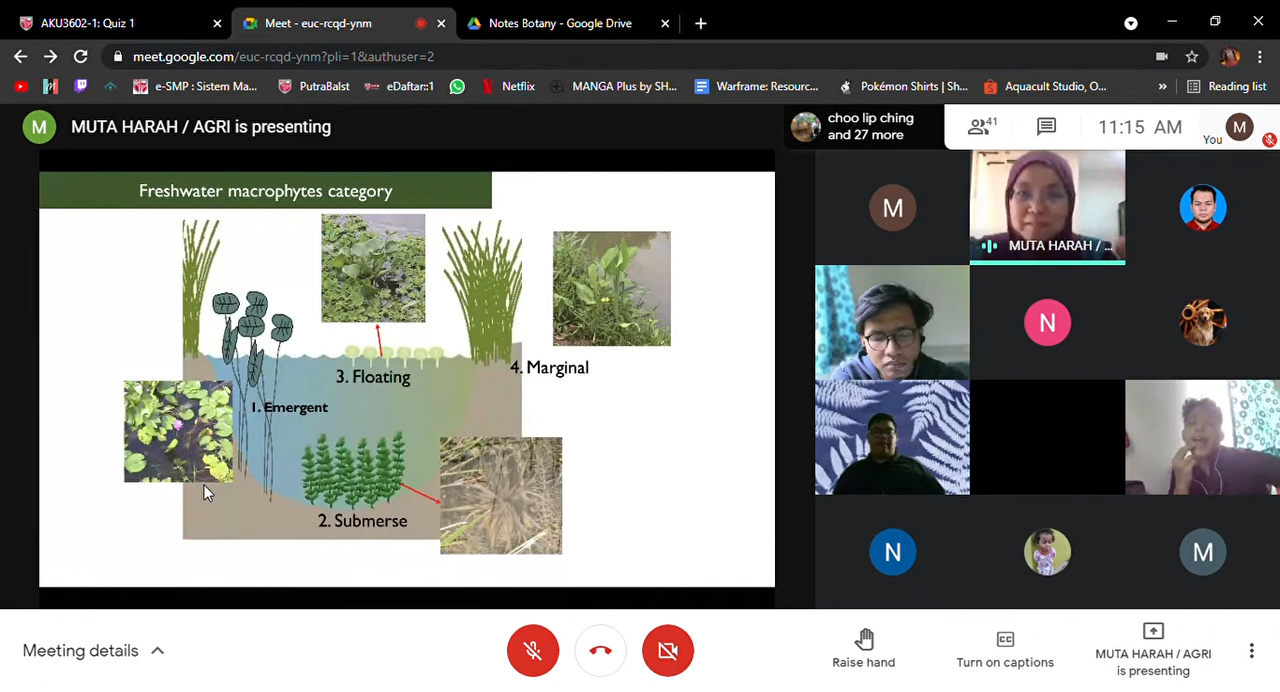 AKU3602-1: Quiz 1
Meet - euc-rcqd-ynm
Notes Botany - Google Drive
meet.google.com/euc-rcqd-ynm?pli=1&authuser=2
e-SMP : Sistem Ma...
PutraBalst
eDaftar::1
Netflix
MANGA Plus by SH...
Warframe: Resourc...
Pokémon Shirts | Sh...
Aquacult Studio, O...
»
Reading list
M
MUTA HARAH / AGRI is presenting
choo lip ching
and 27 more
41
11:15 AM
You
M
Freshwater macrophytes category
3. Floating
4. Marginal
1. Emergent
2. Submerse
M
MUTA HARAH / ...
N
N
M
Meeting details
Raise hand
Turn on captions
MUTA HARAH / AGRI
is presenting